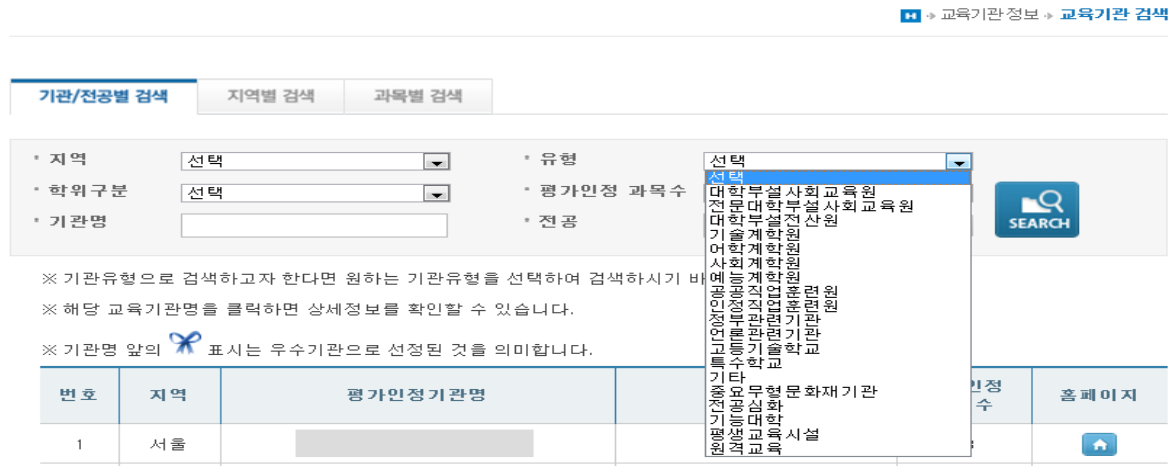 H 교육기관정보 교육기관 검색
기관/전공별 검색 지역별 검색 과목별 검색
지역 선택 유형 선택
학위구분 선택 평가인정 과목수
기관명 전공
SEARCH
선택
대학부설사회교육원
전문대학부설사회교육원
대학부설전산원
기술계학원
어학계학원
사회계학원
예능계학원
공공직업훈련원
인정직업훈련원
정부관련기관
언론관련기관
고등기술학교
특수학교
기타
중요무형문화재기관
전공심화
기능대학
평생교육시설
원격교육
※ 기관유형으로 검색하고자 한다면 원하는 기관유형을 선택하여 검색하시기 바
※ 해당 교육기관명을 클릭하면 상세정보를 확인할 수 있습니다.
※ 기관명 앞의 표시는 우수기관으로 선정된 것을 의미합니다.
번호 지역 평가인정기관명 인정 수 홈페이지
1 서울